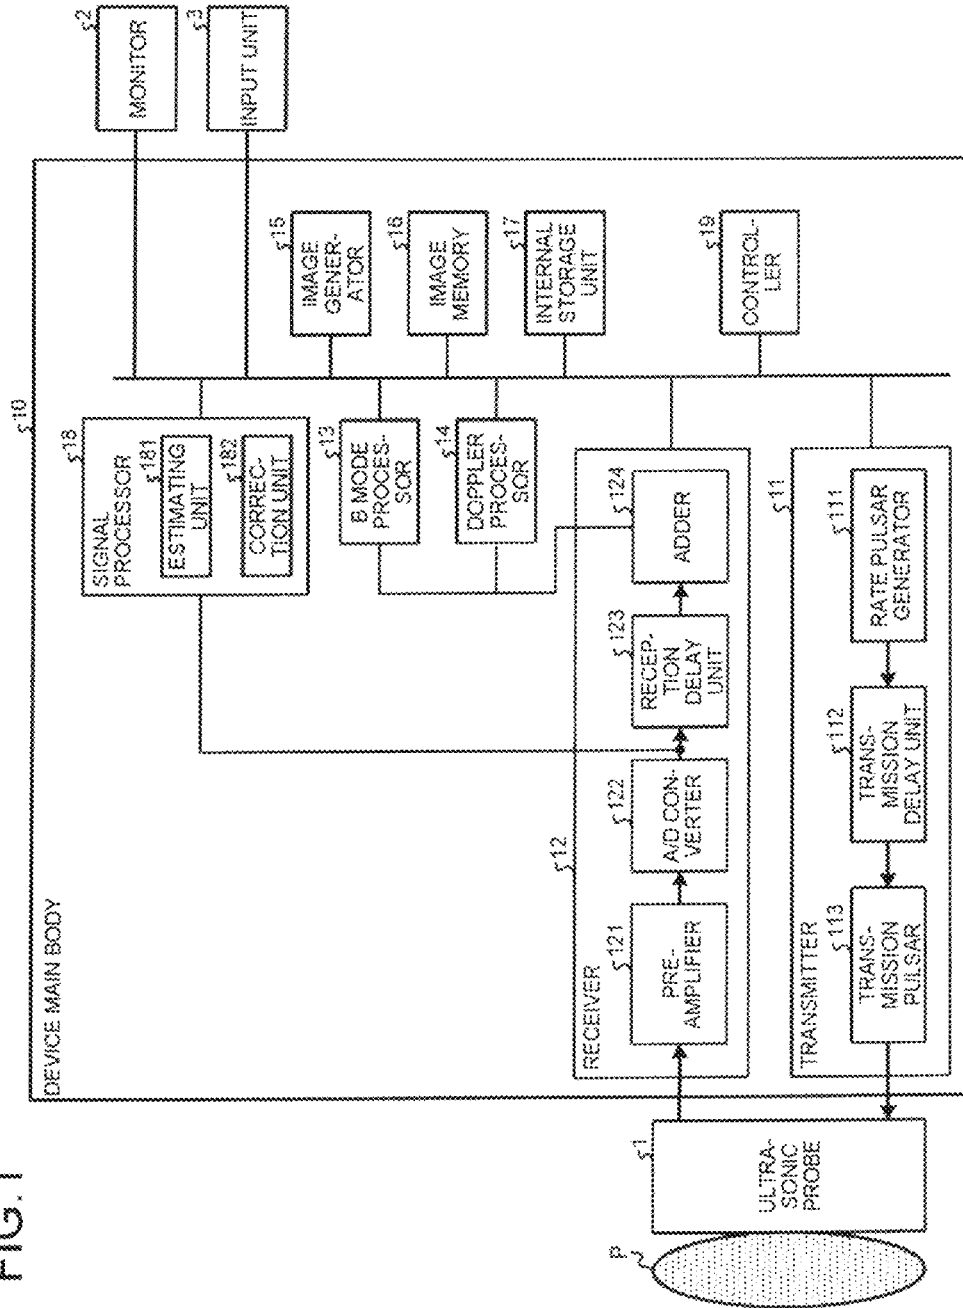 FIG.1
DEVICE MAIN BODY
10
MONITOR
2
INPUT UNIT
3
SIGNAL
PROCESSOR
18
ESTIMATING
UNIT
181
CORREC-
TION UNIT
182
IMAGE
GENER-
ATOR
15
IMAGE
MEMORY
16
INTERNAL
STORAGE
UNIT
17
CONTROL-
LER
19
B MODE
PROCES-
SOR
13
DOPPLER
PROCES-
SOR
14
RECEIVER
12
PRE-
AMPLIFIER
121
A/D CON-
VERTER
122
RECEP-
TION
DELAY
UNIT
123
ADDER
124
TRANSMITTER
11
TRANS-
MISSION
PULSAR
113
TRANS-
MISSION
DELAY UNIT
112
RATE PULSAR
GENERATOR
111
ULTRA-
SONIC
PROBE
1
P